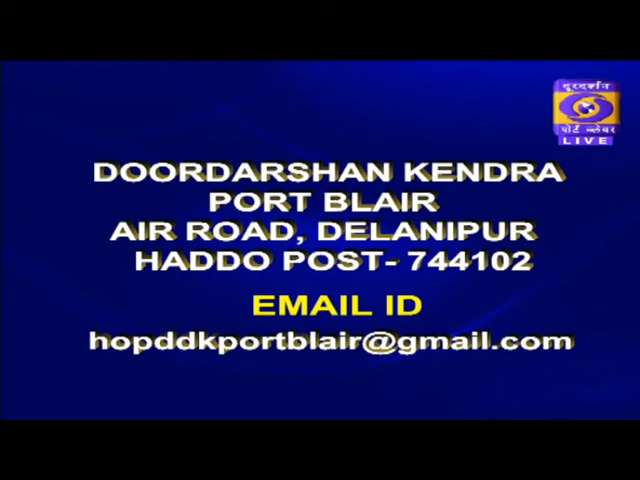 दूरदर्शन
पोर्ट ब्लेयर
LIVE
DOORDARSHAN KENDRA
PORT BLAIR
AIR ROAD, DELANIPUR
HADDO POST- 744102
EMAIL ID
hopddkportblair@gmail.com